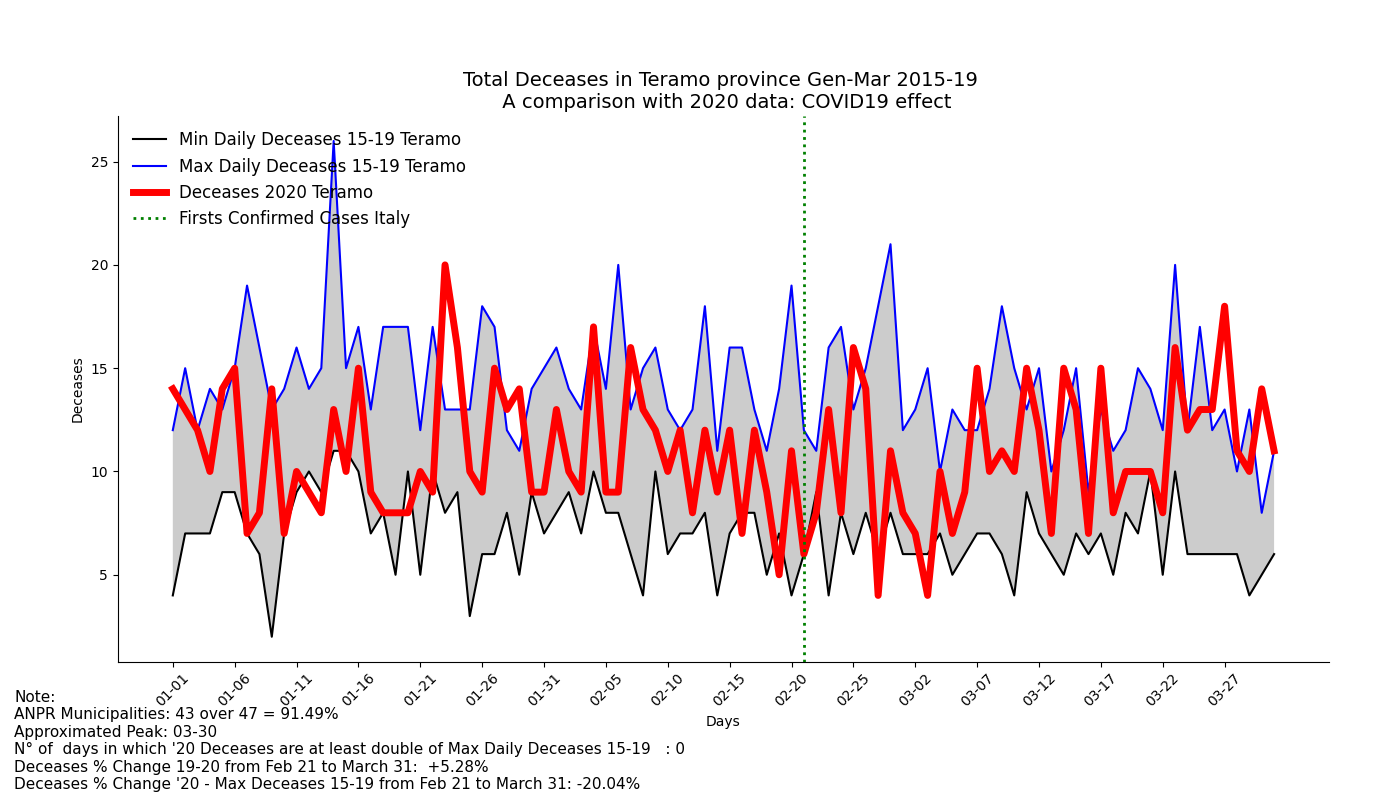 Total Deceases in Teramo province Gen-Mar 2015-19
A comparison with 2020 data: COVID19 effect
Min Daily Deceases 15-19 Teramo
Max Daily Deceases 15-19 Teramo
Deceases 2020 Teramo
Firsts Confirmed Cases Italy
25
20
15
10
5
Deceases
01-01
01-06
01-11
01-16
01-21
01-26
01-31
02-05
02-10
02-15
02-20
02-25
03-02
03-07
03-12
03-17
03-22
03-27
Days
Note:
ANPR Municipalities: 43 over 47 = 91.49%
Approximated Peak: 03-30
N° of  days in which '20 Deceases are at least double of Max Daily Deceases 15-19   : 0
Deceases % Change 19-20 from Feb 21 to March 31:  +5.28%
Deceases % Change '20 - Max Deceases 15-19 from Feb 21 to March 31: -20.04%